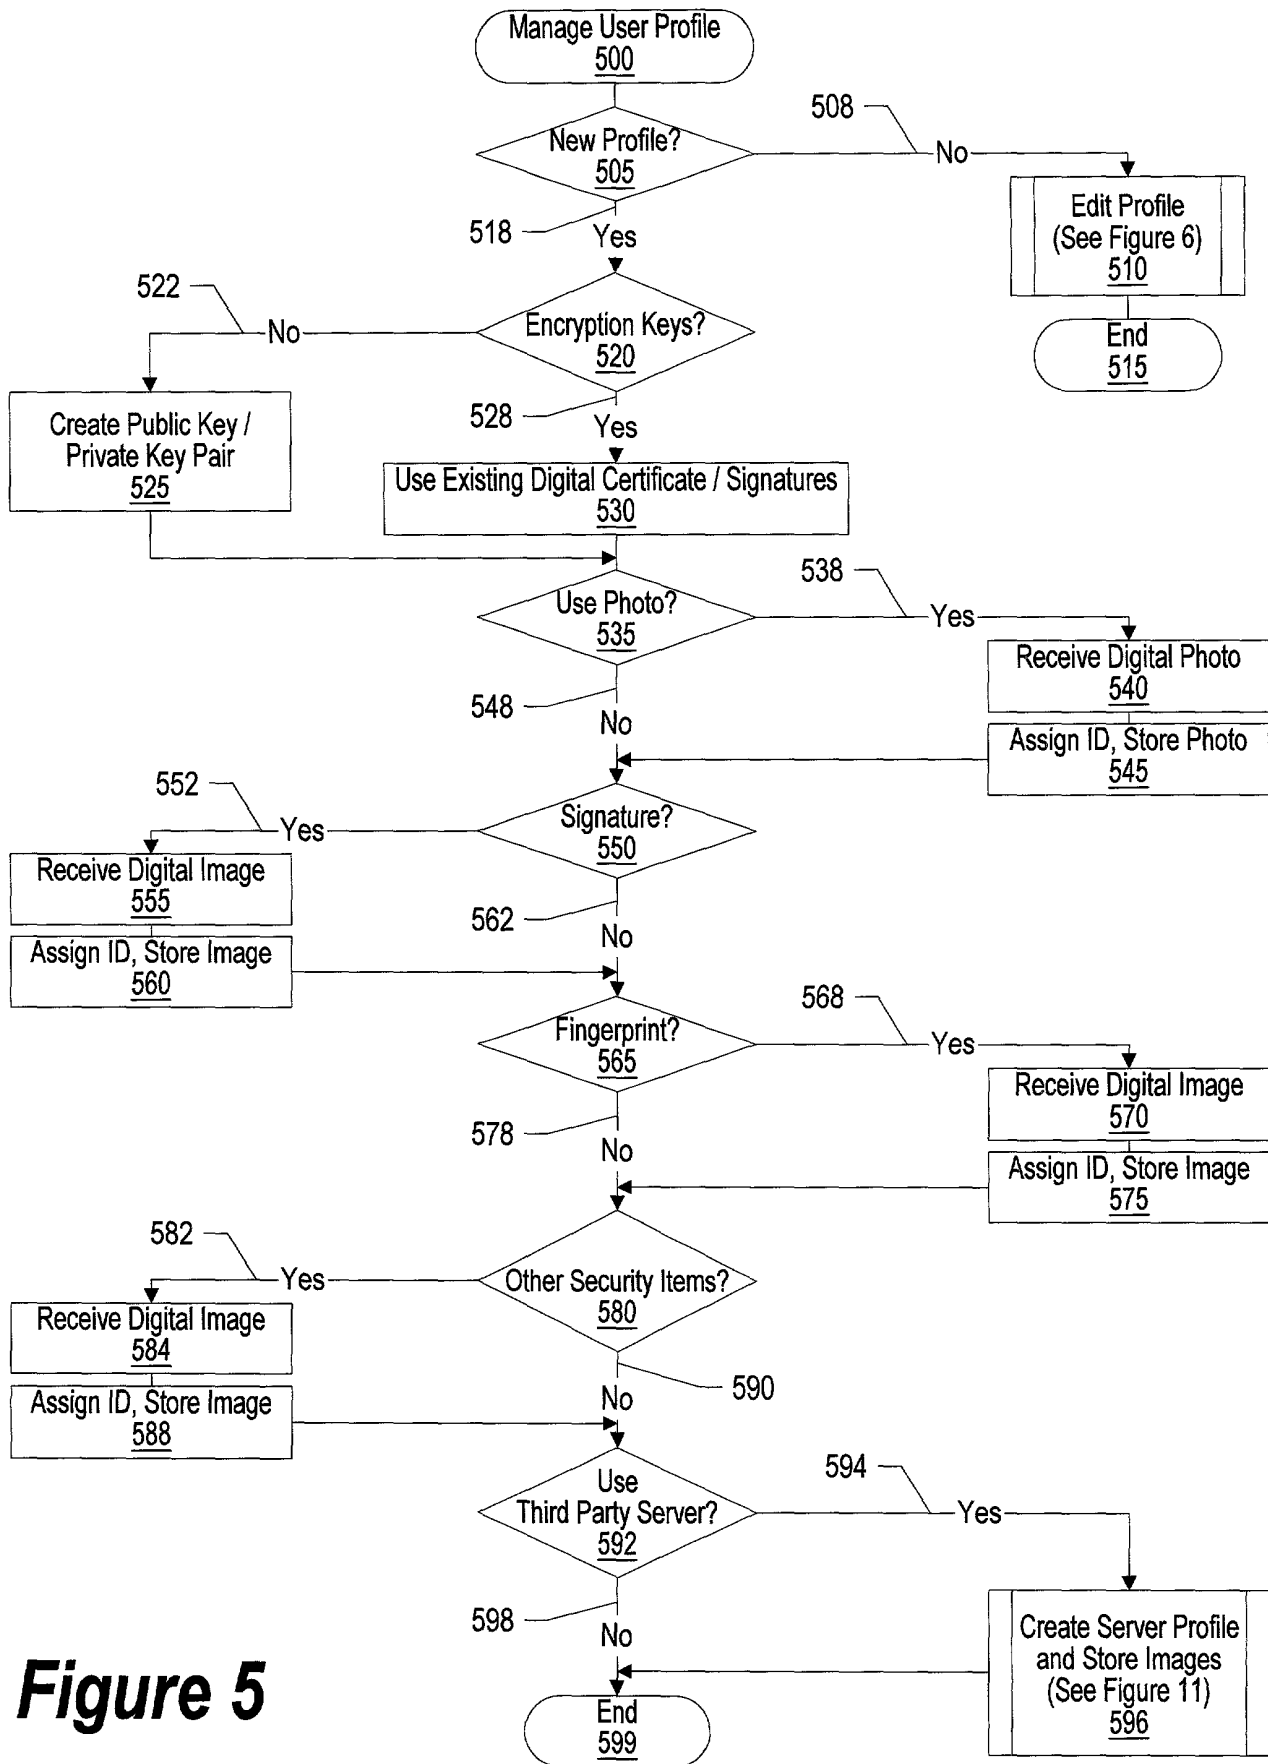 Manage User Profile
500
508
New Profile?
505
No
518
Yes
Edit Profile
(See Figure 6)
510
522
No
Encryption Keys?
520
End
515
528
Yes
Create Public Key /
Private Key Pair
525
Use Existing Digital Certificate / Signatures
530
538
Use Photo?
535
Yes
548
No
Receive Digital Photo
540
Assign ID, Store Photo
545
552
Yes
Signature?
550
Receive Digital Image
555
562
No
Assign ID, Store Image
560
568
Fingerprint?
565
Yes
578
No
Receive Digital Image
570
Assign ID, Store Image
575
582
Yes
Other Security Items?
580
Receive Digital Image
584
590
No
Assign ID, Store Image
588
594
Use
Third Party Server?
592
Yes
598
No
Create Server Profile
and Store Images
(See Figure 11)
596
End
599
Figure 5